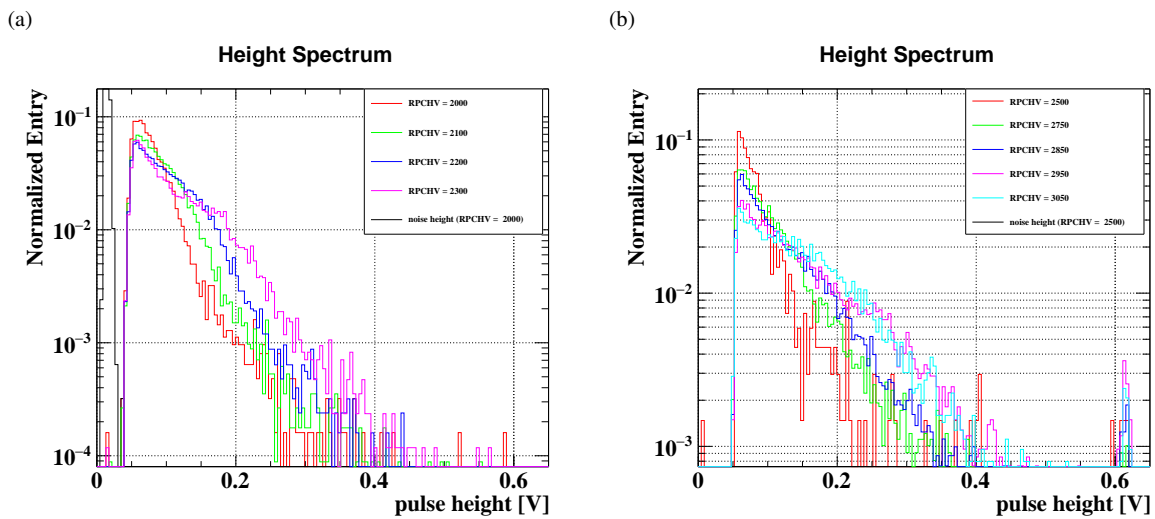 (a)
Height Spectrum
Normalized Entry
10⁻¹
10⁻²
10⁻³
10⁻⁴
0
0.2
0.4
0.6
pulse height [V]
RPCHV = 2000
RPCHV = 2100
RPCHV = 2200
RPCHV = 2300
noise height (RPCHV = 2000)
(b)
Height Spectrum
Normalized Entry
10⁻¹
10⁻²
10⁻³
0
0.2
0.4
0.6
pulse height [V]
RPCHV = 2500
RPCHV = 2750
RPCHV = 2850
RPCHV = 2950
RPCHV = 3050
noise height (RPCHV = 2500)